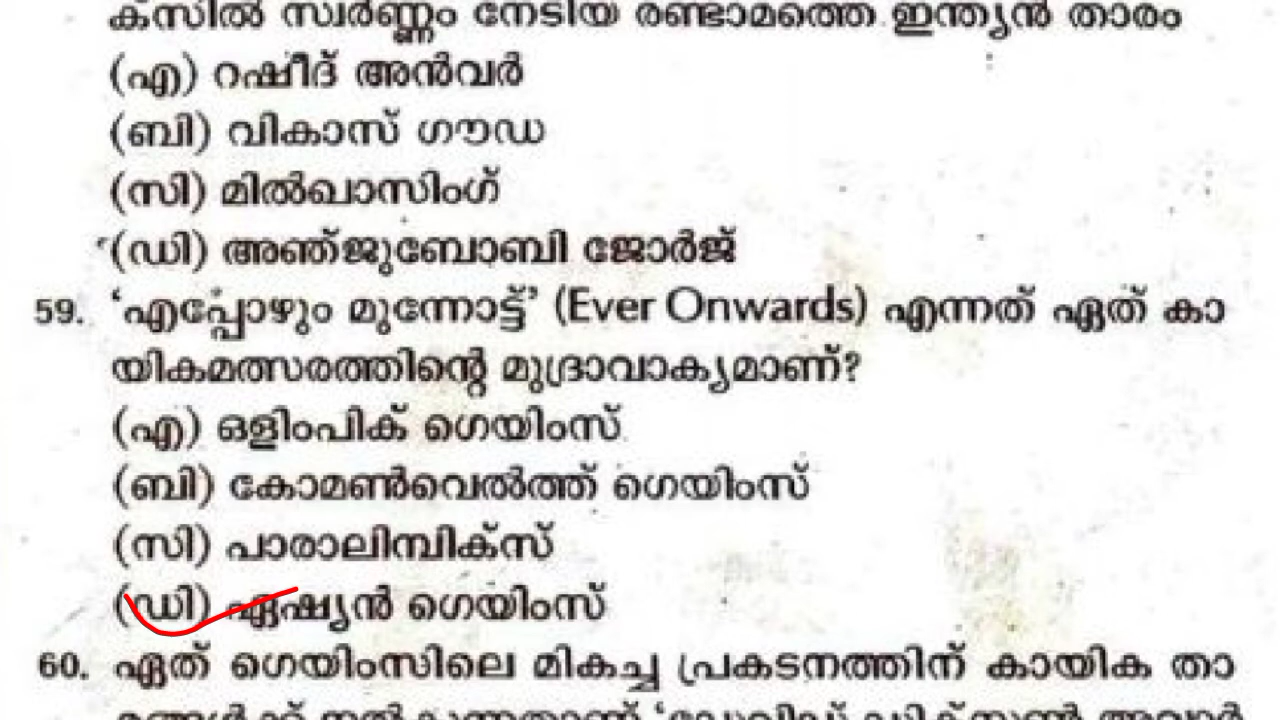 ക്സിൽ സ്വർണ്ണം നേടിയ രണ്ടാമത്തെ ഇന്ത്യൻ താരം
(എ) റഷീദ് അൻവർ
(ബി) വികാസ് ഗൗഡ
(സി) മിൽഖാസിംഗ്
(ഡി) അഞ്ജുബോബി ജോർജ്
59. ‘എപ്പോഴും മുന്നോട്ട്’ (Ever Onwards) എന്നത് ഏത് കാ
യികമത്സരത്തിന്റെ മുദ്രാവാക്യമാണ്?
(എ) ഒളിംപിക് ഗെയിംസ്
(ബി) കോമൺവെൽത്ത് ഗെയിംസ്
(സി) പാരാലിമ്പിക്സ്
(ഡി) ഏഷ്യൻ ഗെയിംസ്
60. ഏത് ഗെയിംസിലെ മികച്ച പ്രകടനത്തിന് കായിക താ